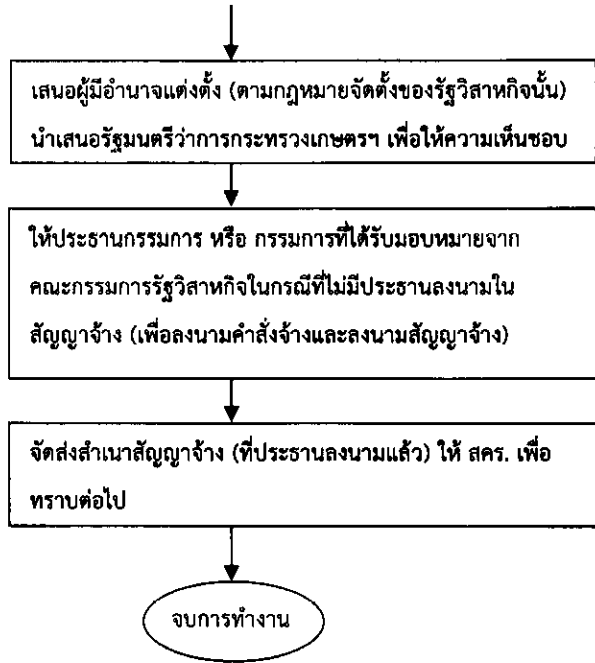 เสนอผู้มีอำนาจแต่งตั้ง (ตามกฎหมายจัดตั้งของรัฐวิสาหกิจนั้น)
นำเสนอรัฐมนตรีว่าการกระทรวงเกษตรฯ เพื่อให้ความเห็นชอบ
ให้ประธานกรรมการ หรือ กรรมการที่ได้รับมอบหมายจาก
คณะกรรมการรัฐวิสาหกิจในกรณีที่ไม่มีประธานลงนามใน
สัญญาจ้าง (เพื่อลงนามคำสั่งจ้างและลงนามสัญญาจ้าง)
จัดส่งสำเนาสัญญาจ้าง (ที่ประธานลงนามแล้ว) ให้ สคร. เพื่อ
ทราบต่อไป
จบการทำงาน